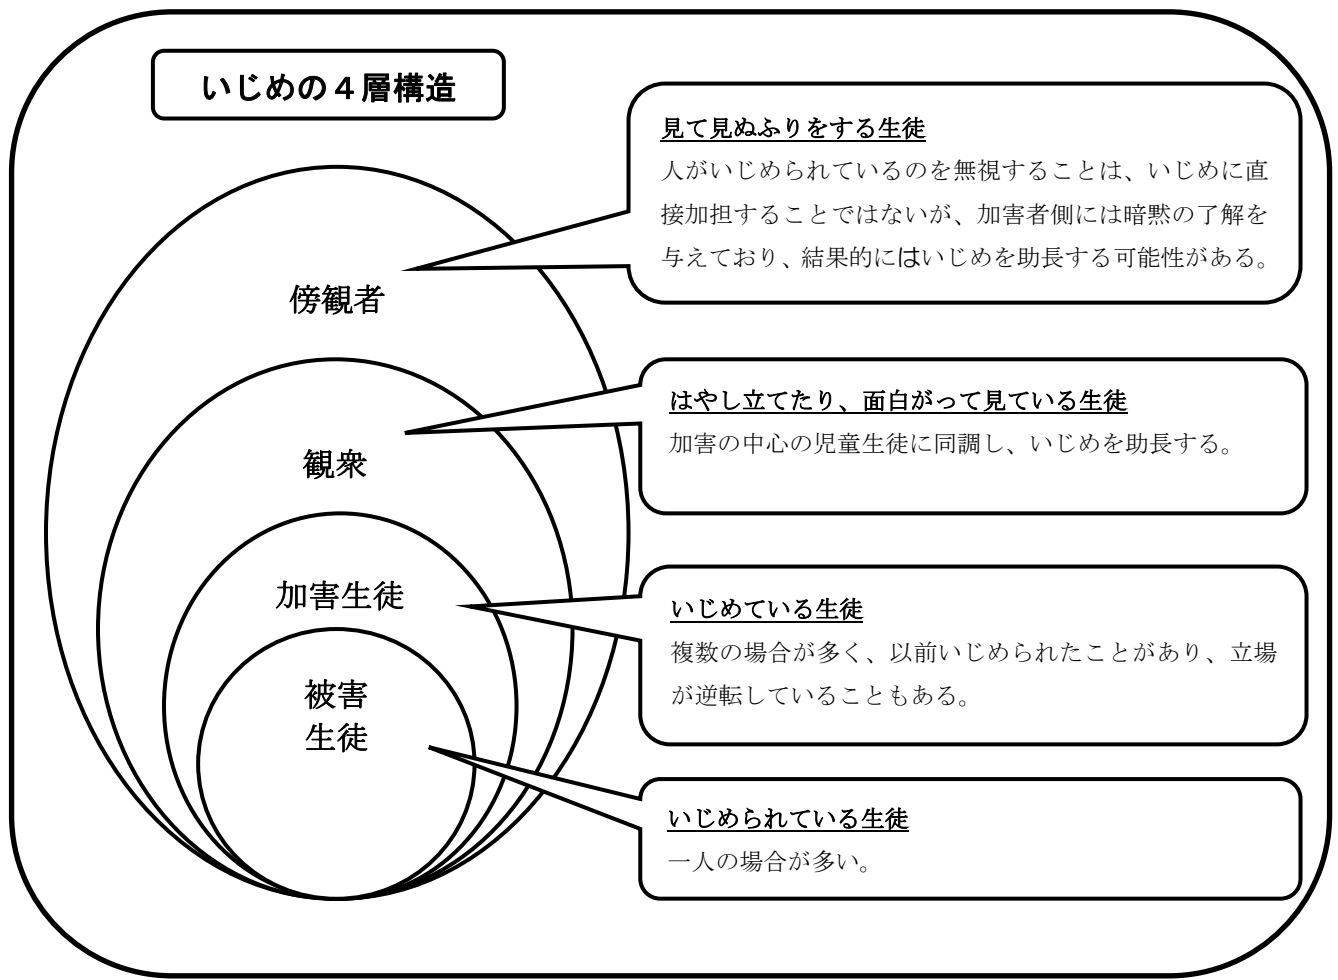 いじめの４層構造
見て見ぬふりをする生徒
人がいじめられているのを無視することは、いじめに直
接加担することではないが、加害者側には暗黙の了解を
与えており、結果的にはいじめを助長する可能性がある。
傍観者
はやし立てたり、面白がって見ている生徒
加害の中心の児童生徒に同調し、いじめを助長する。
観衆
いじめている生徒
複数の場合が多く、以前いじめられたことがあり、立場
が逆転していることもある。
加害生徒
被害
生徒
いじめられている生徒
一人の場合が多い。